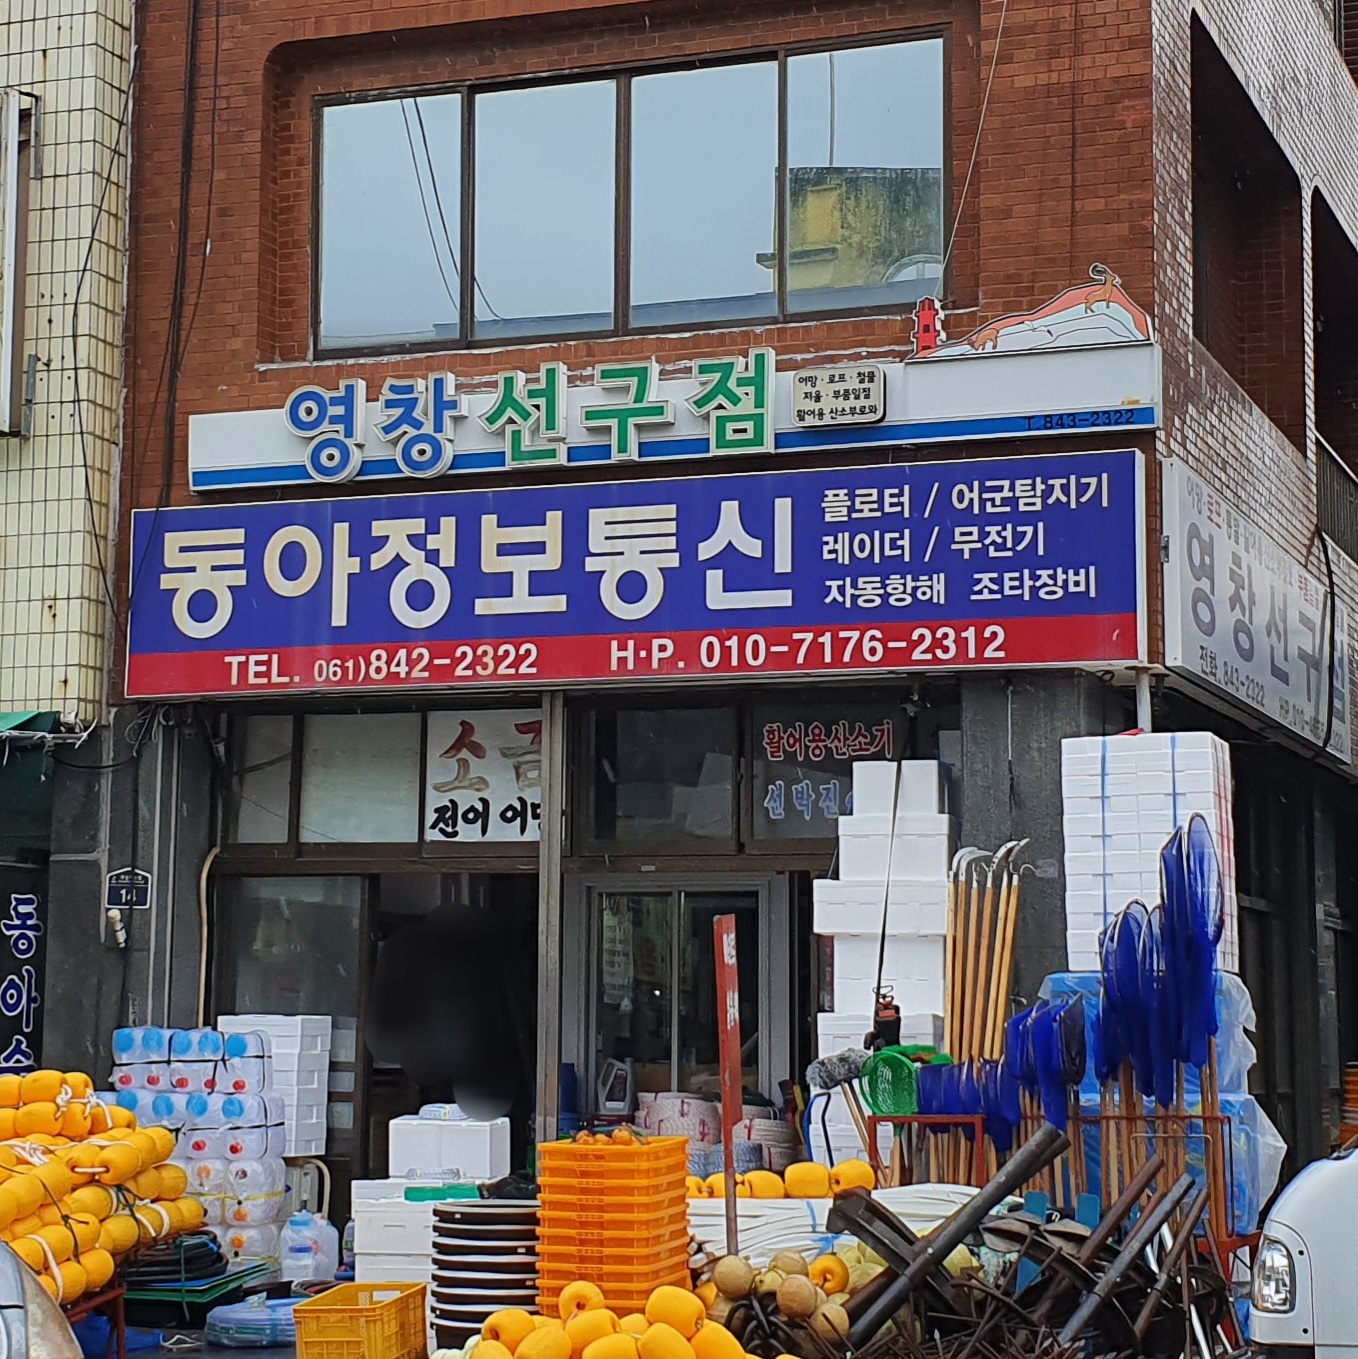 영창선구점
어망·로프·철물
저울·부품일절
활어용 산소부로와
T.843-2322
동아정보통신
플로터 / 어군탐지기
레이더 / 무전기
자동항해 조타장비
TEL. 061)842-2322 H·P. 010-7176-2312
영창선구점
전화. 843-2322
소금
전어 어망
활어용산소기
선박진
14
동아